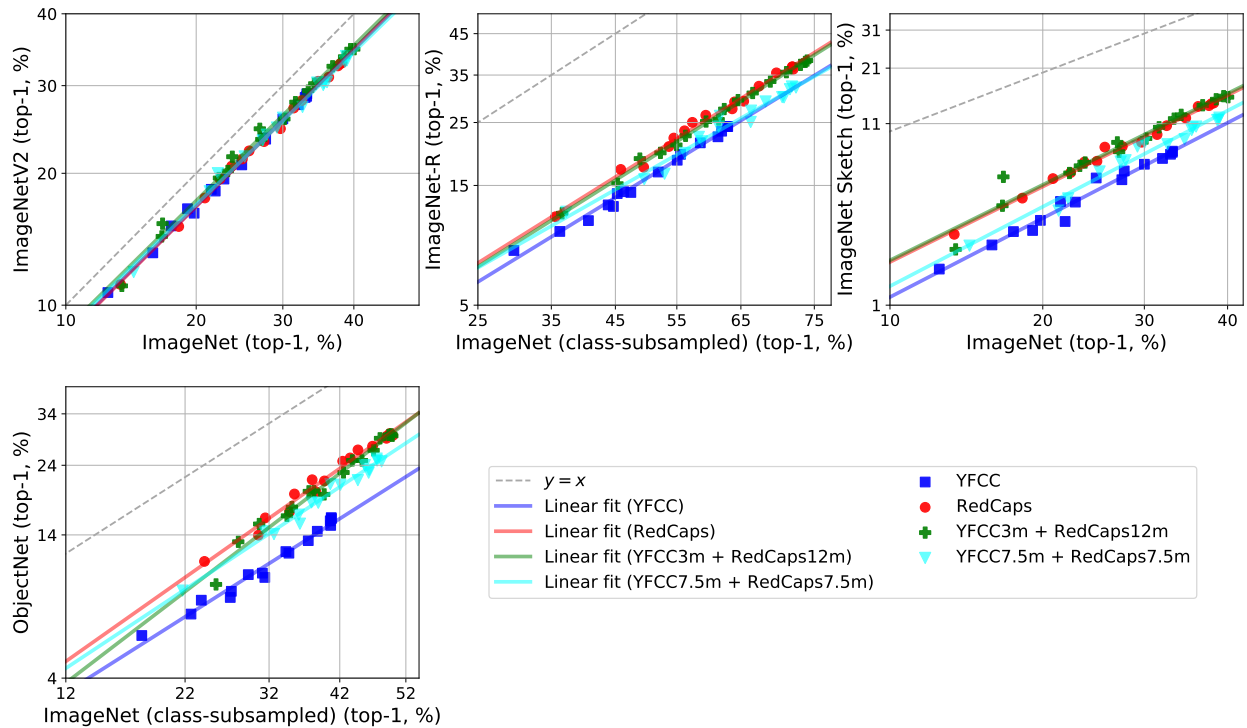 40
30
20
10
ImageNetV2 (top-1, %)
10
20
30
40
ImageNet (top-1, %)
45
35
25
15
5
ImageNet-R (top-1, %)
25
35
45
55
65
75
ImageNet (class-subsampled) (top-1, %)
31
21
11
1
ImageNet Sketch (top-1, %)
10
20
30
40
ImageNet (top-1, %)
34
24
14
4
ObjectNet (top-1, %)
12
22
32
42
52
ImageNet (class-subsampled) (top-1, %)
y = x
Linear fit (YFCC)
Linear fit (RedCaps)
Linear fit (YFCC3m + RedCaps12m)
Linear fit (YFCC7.5m + RedCaps7.5m)
YFCC
RedCaps
YFCC3m + RedCaps12m
YFCC7.5m + RedCaps7.5m